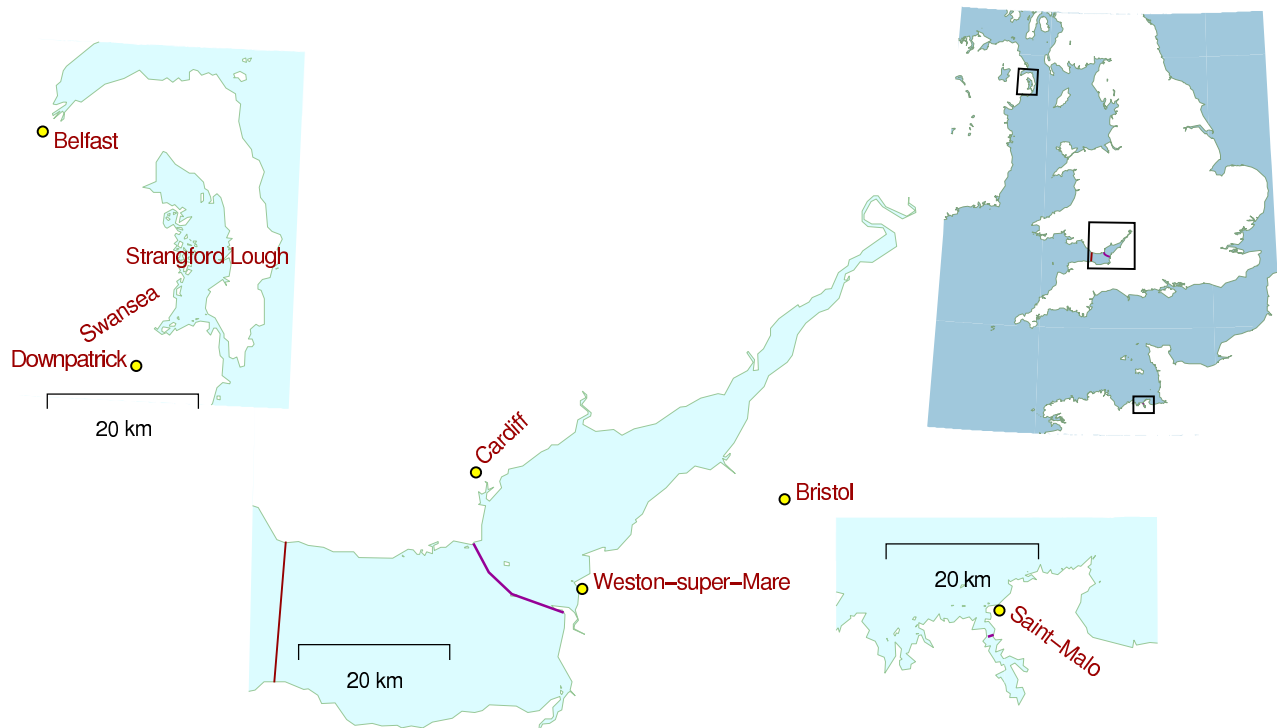 Belfast
Strangford Lough
Swansea
Downpatrick
20 km
Cardiff
Bristol
Weston−super−Mare
20 km
20 km
Saint−Malo